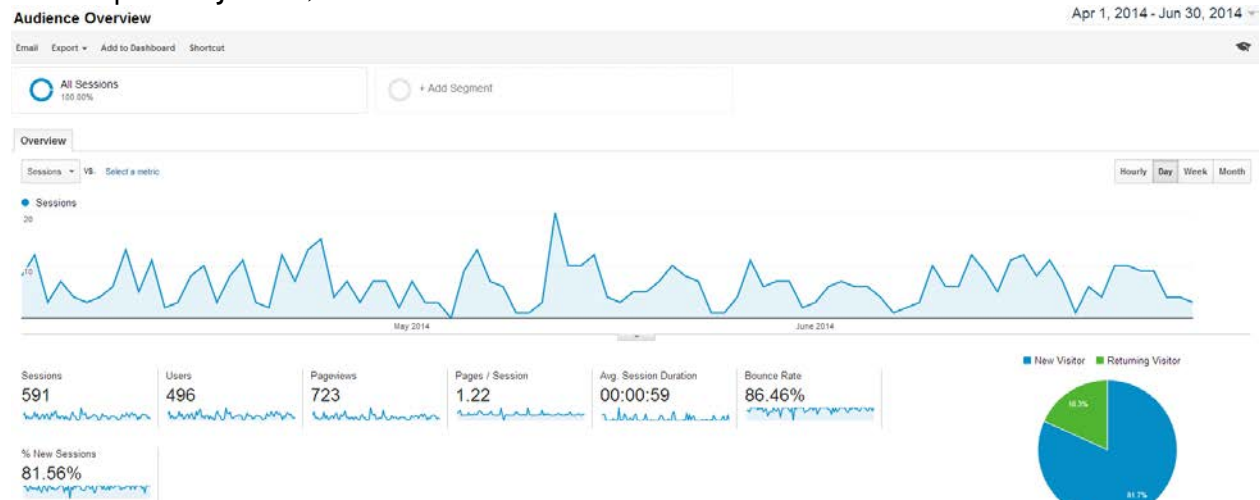 Audience Overview
Apr 1, 2014 - Jun 30, 2014
Email Export Add to Dashboard Shortcut
All Sessions
100.00%
+ Add Segment
Overview
Sessions VS. Select a metric
Hourly Day Week Month
Sessions
20
10
May 2014
June 2014
New Visitor Returning Visitor
Sessions
591
Users
496
Pageviews
723
Pages / Session
1.22
Avg. Session Duration
00:00:59
Bounce Rate
86.46%
% New Sessions
81.56%
81.7%